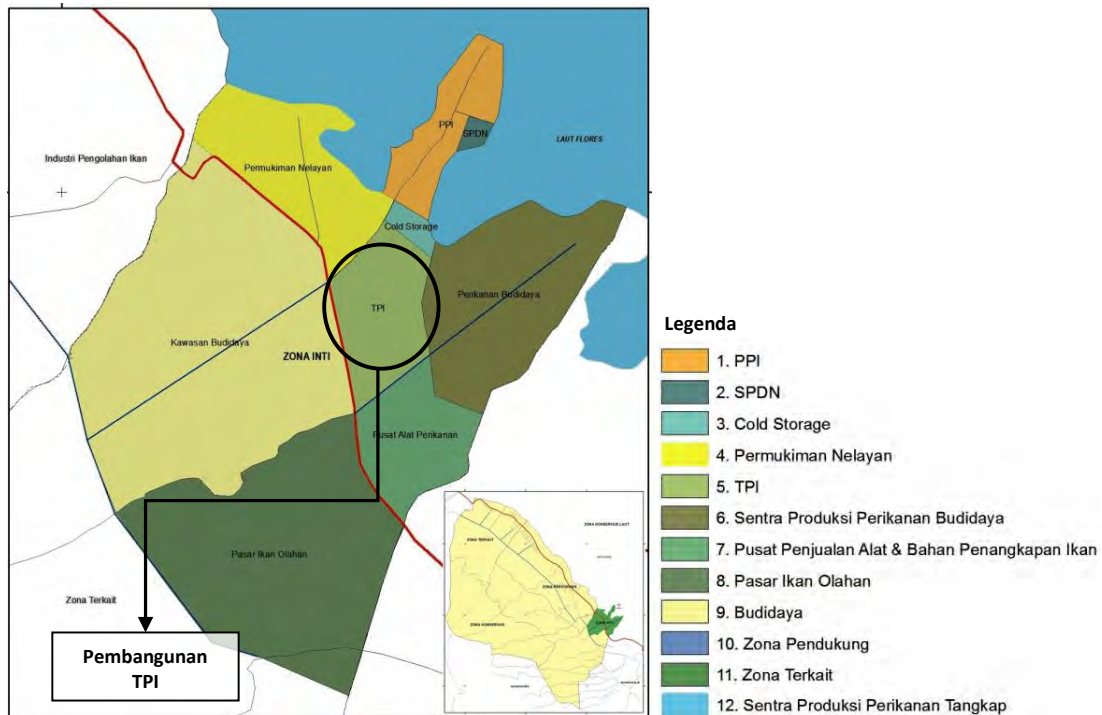 PPI
SPDN
LAUT FLORES
Industri Pengolahan Ikan
Permukiman Nelayan
Cold Storage
Perikanan Budidaya
TPI
Kawasan Budidaya
ZONA INTI
Pusat Alat Perikanan
Pasar Ikan Olahan
Zona Terkait
Pembangunan
TPI
ZONA KONSERVASI LAUT
ZONA TERKAIT
ZONA KONSERVASI
Legenda
1. PPI
2. SPDN
3. Cold Storage
4. Permukiman Nelayan
5. TPI
6. Sentra Produksi Perikanan Budidaya
7. Pusat Penjualan Alat & Bahan Penangkapan Ikan
8. Pasar Ikan Olahan
9. Budidaya
10. Zona Pendukung
11. Zona Terkait
12. Sentra Produksi Perikanan Tangkap